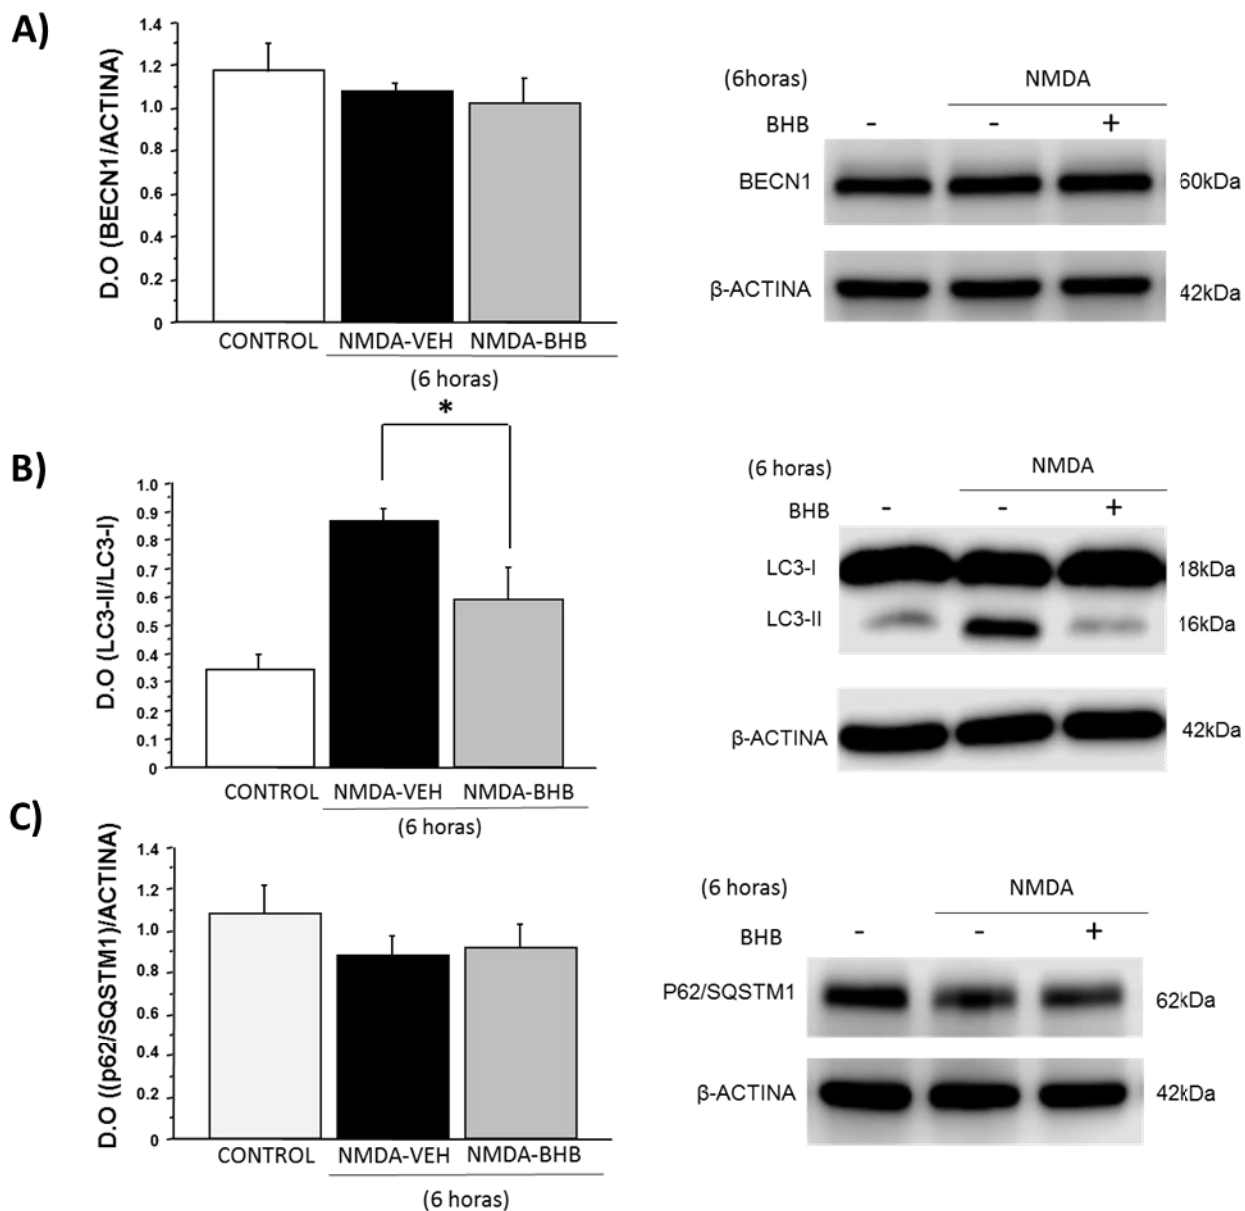 A)
D.O (BECN1/ACTINA)
1.4
1.2
1.0
0.8
0.6
0.4
0.2
0
CONTROL NMDA-VEH NMDA-BHB
(6 horas)
(6horas) NMDA
BHB - - +
BECN1 60kDa
β-ACTINA 42kDa
B)
*
D.O (LC3-II/LC3-I)
1.0
0.9
0.8
0.7
0.6
0.5
0.4
0.3
0.2
0.1
0
CONTROL NMDA-VEH NMDA-BHB
(6 horas)
(6 horas) NMDA
BHB - - +
LC3-I 18kDa
LC3-II 16kDa
β-ACTINA 42kDa
C)
D.O ((p62/SQSTM1)/ACTINA)
1.4
1.2
1.0
0.8
0.6
0.4
0.2
0
CONTROL NMDA-VEH NMDA-BHB
(6 horas)
(6 horas) NMDA
BHB - - +
P62/SQSTM1 62kDa
β-ACTINA 42kDa